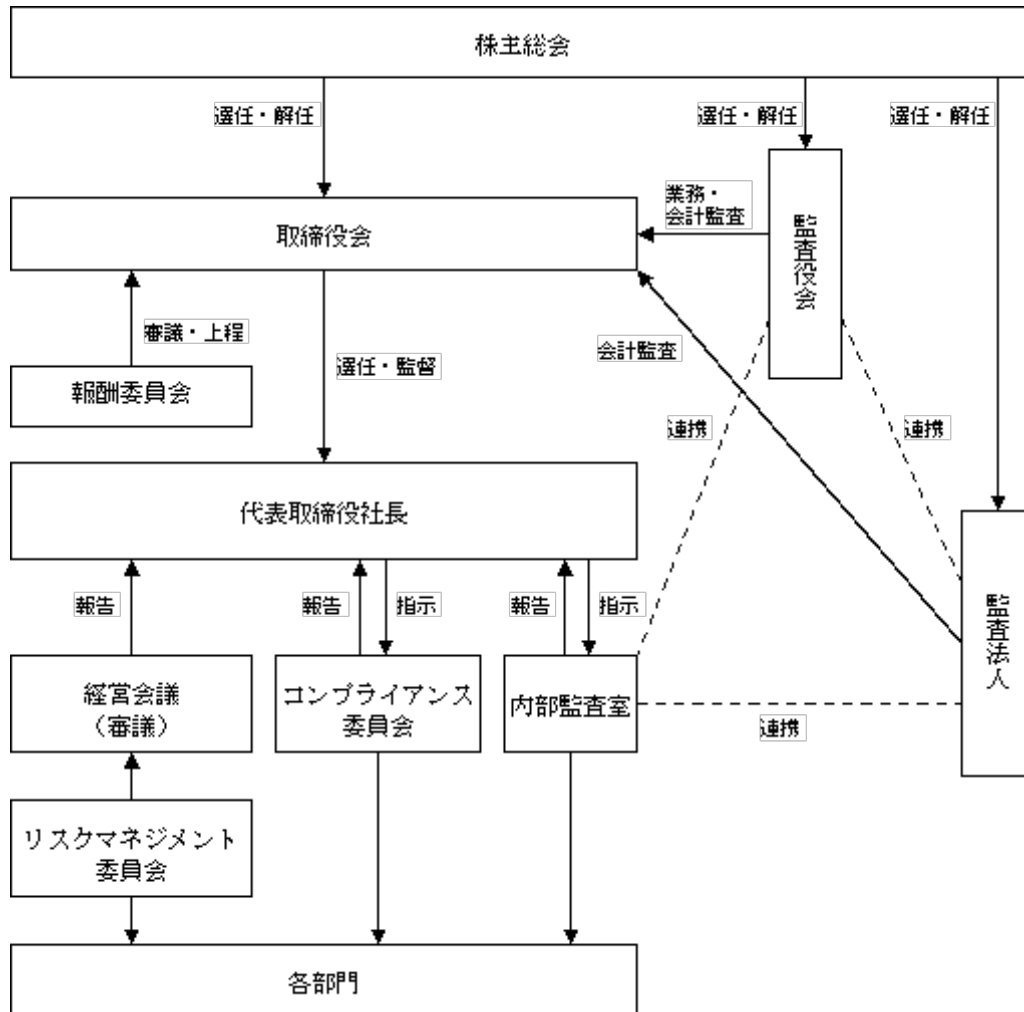 株主総会
選任・解任
選任・解任
選任・解任
取締役会
業務・
会計監査
監査役会
審議・上程
選任・監督
会計監査
報酬委員会
連携
連携
代表取締役社長
監査法人
報告
報告
指示
報告
指示
経営会議
（審議）
コンプライアンス
委員会
内部監査室
連携
リスクマネジメント
委員会
各部門